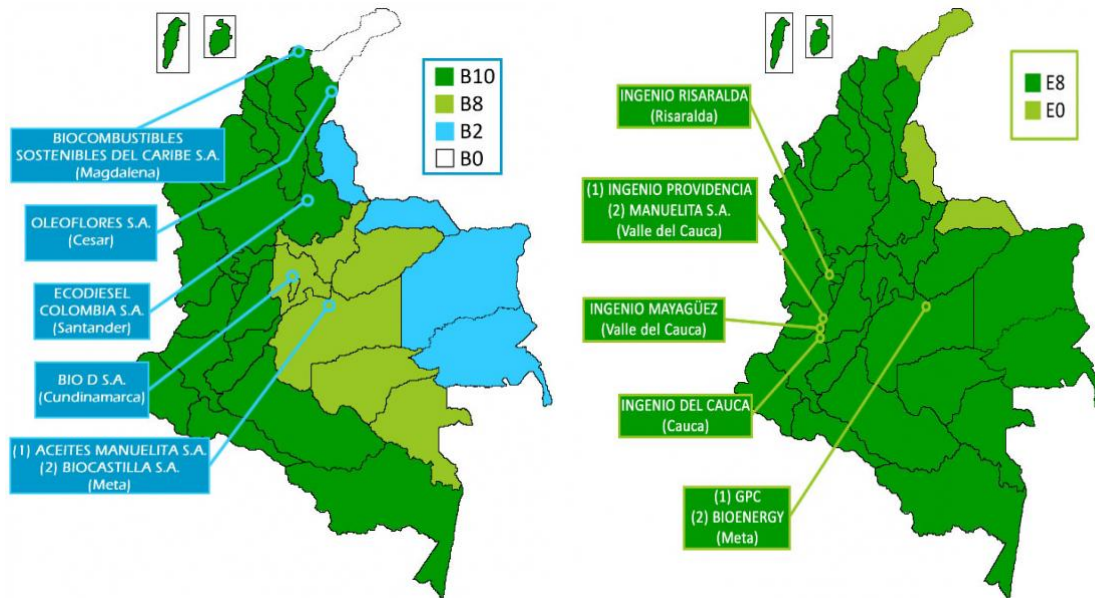 B10
B8
B2
B0
BIOCOMBUSTIBLES
SOSTENIBLES DEL CARIBE S.A.
(Magdalena)
OLEOFLORES S.A.
(Cesar)
ECODIESEL
COLOMBIA S.A.
(Santander)
BIO D S.A.
(Cundinamarca)
(1) ACEITES MANUELITA S.A.
(2) BIOCASTILLA S.A.
(Meta)
E8
E0
INGENIO RISARALDA
(Risaralda)
(1) INGENIO PROVIDENCIA
(2) MANUELITA S.A.
(Valle del Cauca)
INGENIO MAYAGÜEZ
(Valle del Cauca)
INGENIO DEL CAUCA
(Cauca)
(1) GPC
(2) BIOENERGY
(Meta)